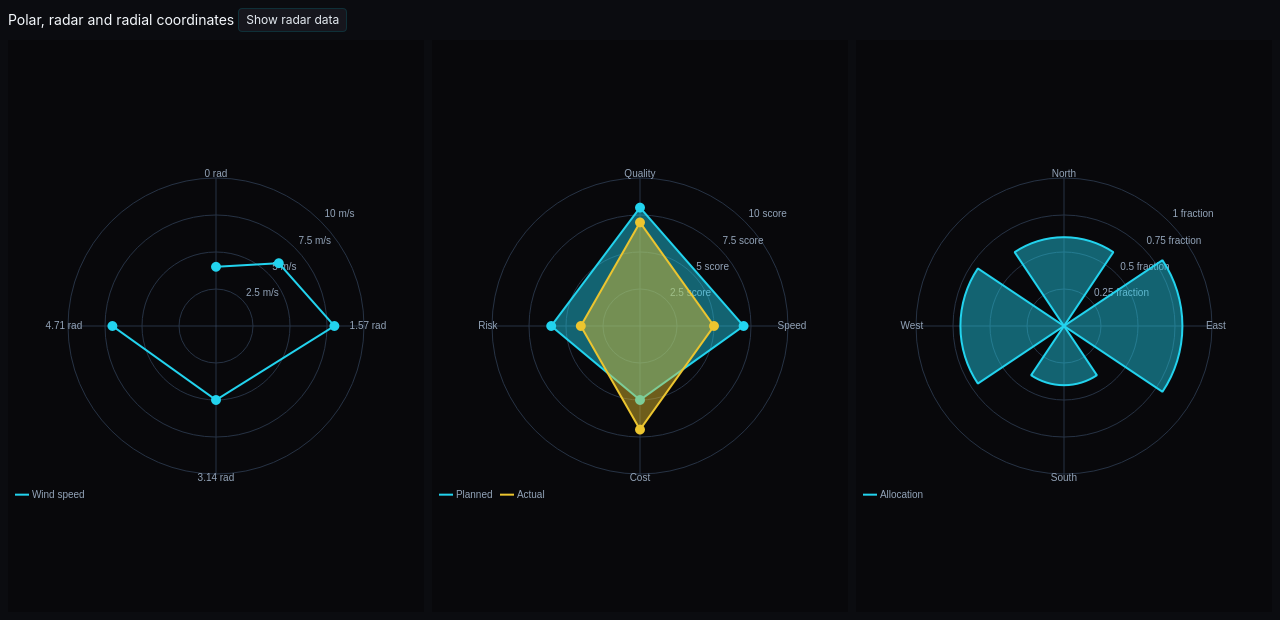 Polar, radar and radial coordinates
Show radar data
0 rad
10 m/s
7.5 m/s
5 m/s
2.5 m/s
4.71 rad
1.57 rad
3.14 rad
Wind speed
Quality
10 score
7.5 score
5 score
2.5 score
Risk
Speed
Cost
Planned
Actual
North
1 fraction
0.75 fraction
0.5 fraction
0.25 fraction
West
East
South
Allocation